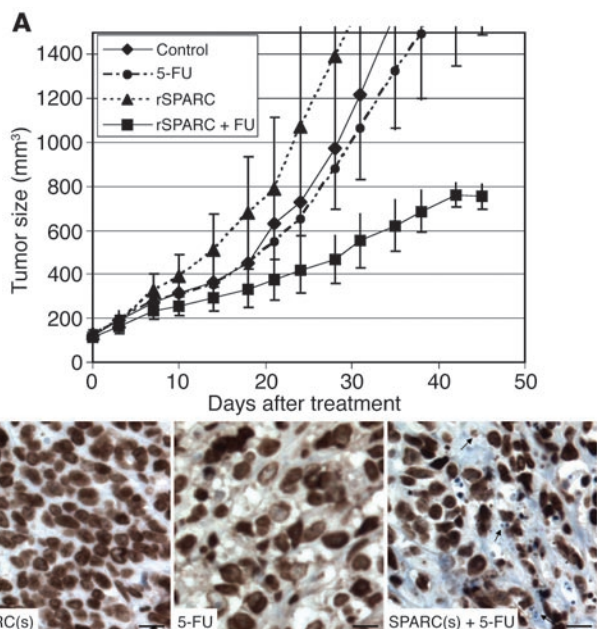 A
1400
1200
1000
800
600
400
200
0
Tumor size (mm³)
Control
5-FU
rSPARC
rSPARC + FU
0 10 20 30 40 50
Days after treatment
RC(s)
5-FU
SPARC(s) + 5-FU